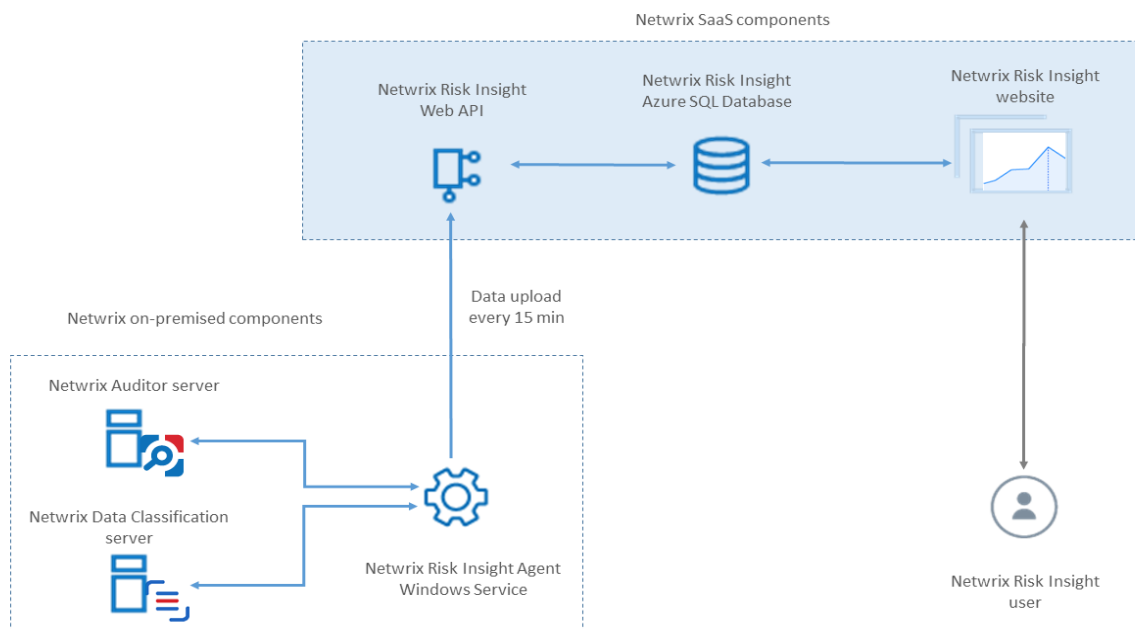 Netwrix SaaS components
Netwrix Risk Insight
Web API
Netwrix Risk Insight
Azure SQL Database
Netwrix Risk Insight
website
Data upload
every 15 min
Netwrix on-premised components
Netwrix Auditor server
Netwrix Data Classification
server
Netwrix Risk Insight Agent
Windows Service
Netwrix Risk Insight
user